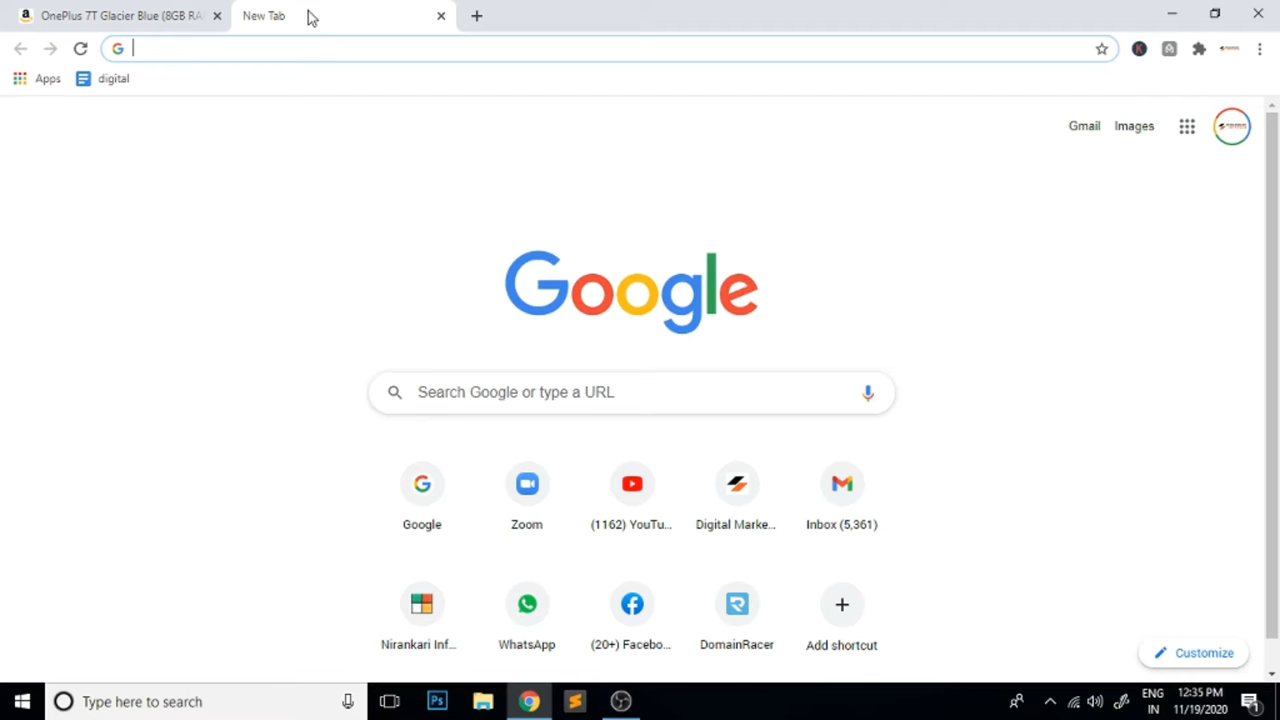 OnePlus 7T Glacier Blue (8GB RA
New Tab
Apps
digital
Gmail
Images
Google
Search Google or type a URL
Google
Zoom
(1162) YouTu...
Digital Marke...
Inbox (5,361)
Nirankari Inf...
WhatsApp
(20+) Facebo...
DomainRacer
Add shortcut
Customize
Type here to search
Ps
ENG
IN
12:35 PM
11/19/2020
1